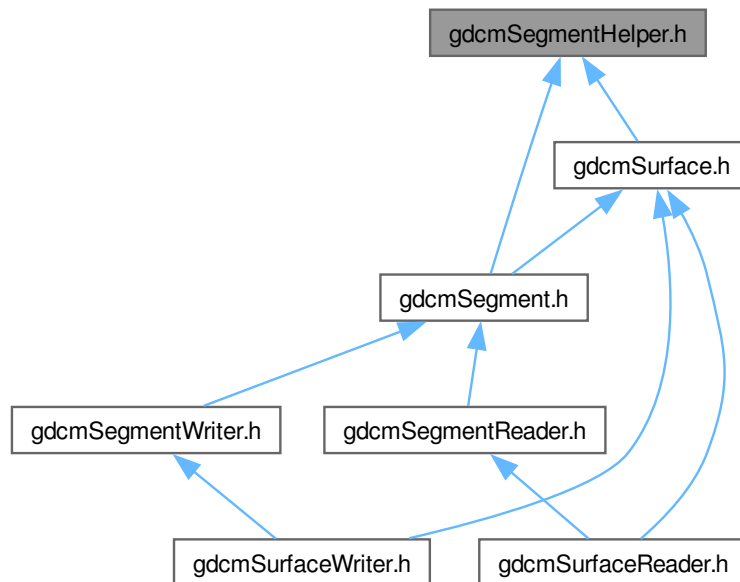 gdcmSegmentHelper.h
gdcmSurface.h
gdcmSegment.h
gdcmSegmentWriter.h
gdcmSegmentReader.h
gdcmSurfaceWriter.h
gdcmSurfaceReader.h